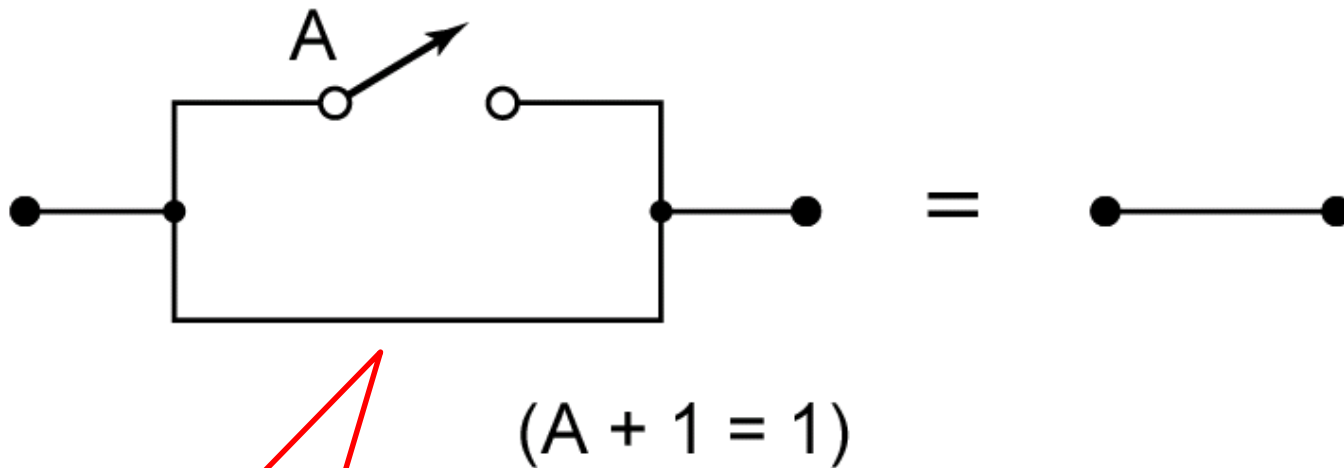 A
=
(A + 1 = 1)